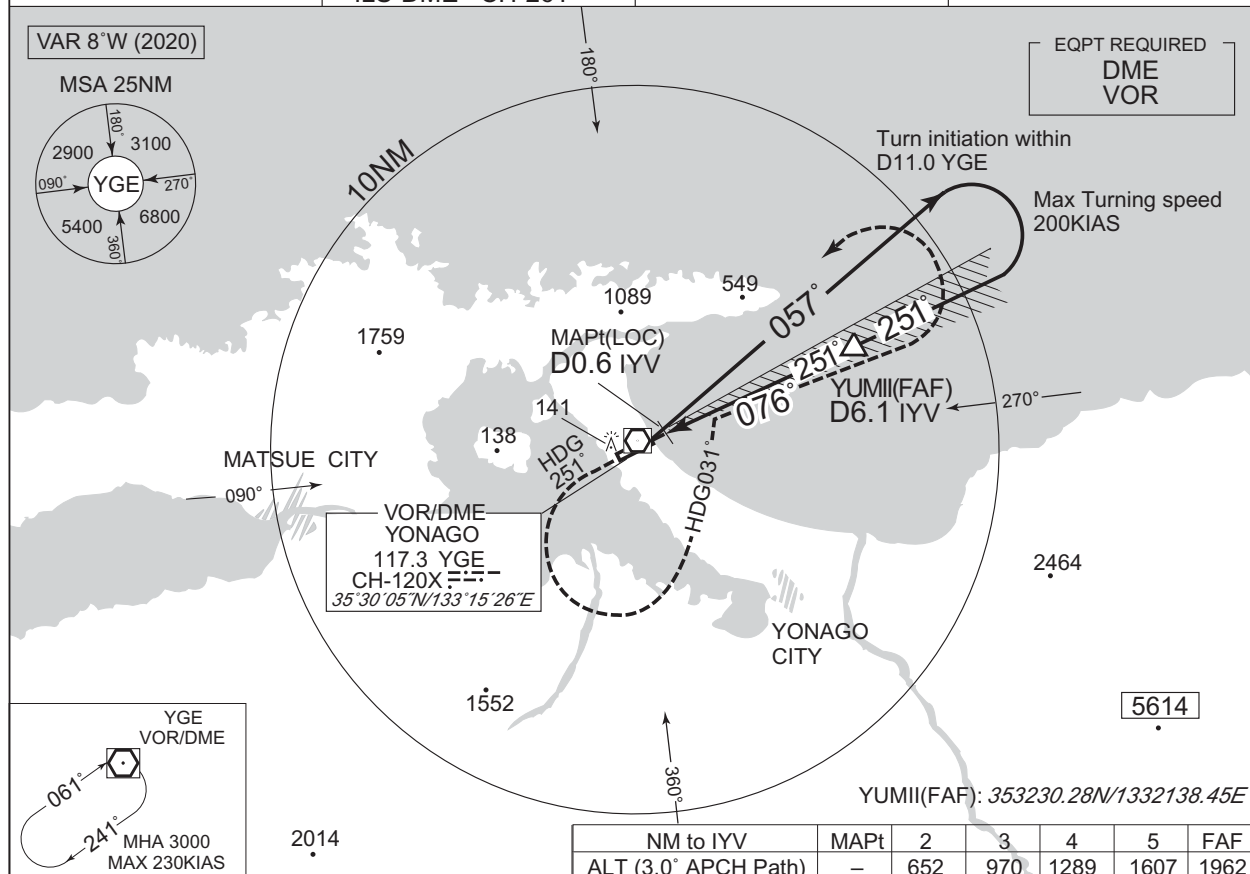 ILS-DME CH-26Y
VAR 8°W (2020)
MSA 25NM
180°
2900
3100
090°
YGE
270°
5400
6800
360°
180°
EQPT REQUIRED
DME
VOR
Turn initiation within
D11.0 YGE
Max Turning speed
200KIAS
10NM
549
1089
1759
057°
MAPt(LOC)
D0.6 IYV
251°
251°
076°
YUMII(FAF)
D6.1 IYV
270°
141
138
HDG
251°
HDG031°
MATSUE CITY
090°
VOR/DME
YONAGO
117.3 YGE
CH-120X
35°30´05˝N/133°15´26˝E
2464
YONAGO
CITY
1552
5614
YGE
VOR/DME
061°
241°
MHA 3000
MAX 230KIAS
360°
2014
YUMII(FAF): 353230.28N/1332138.45E
NM to IYV MAPt 2 3 4 5 FAF
ALT (3.0° APCH Path) – 652 970 1289 1607 1962